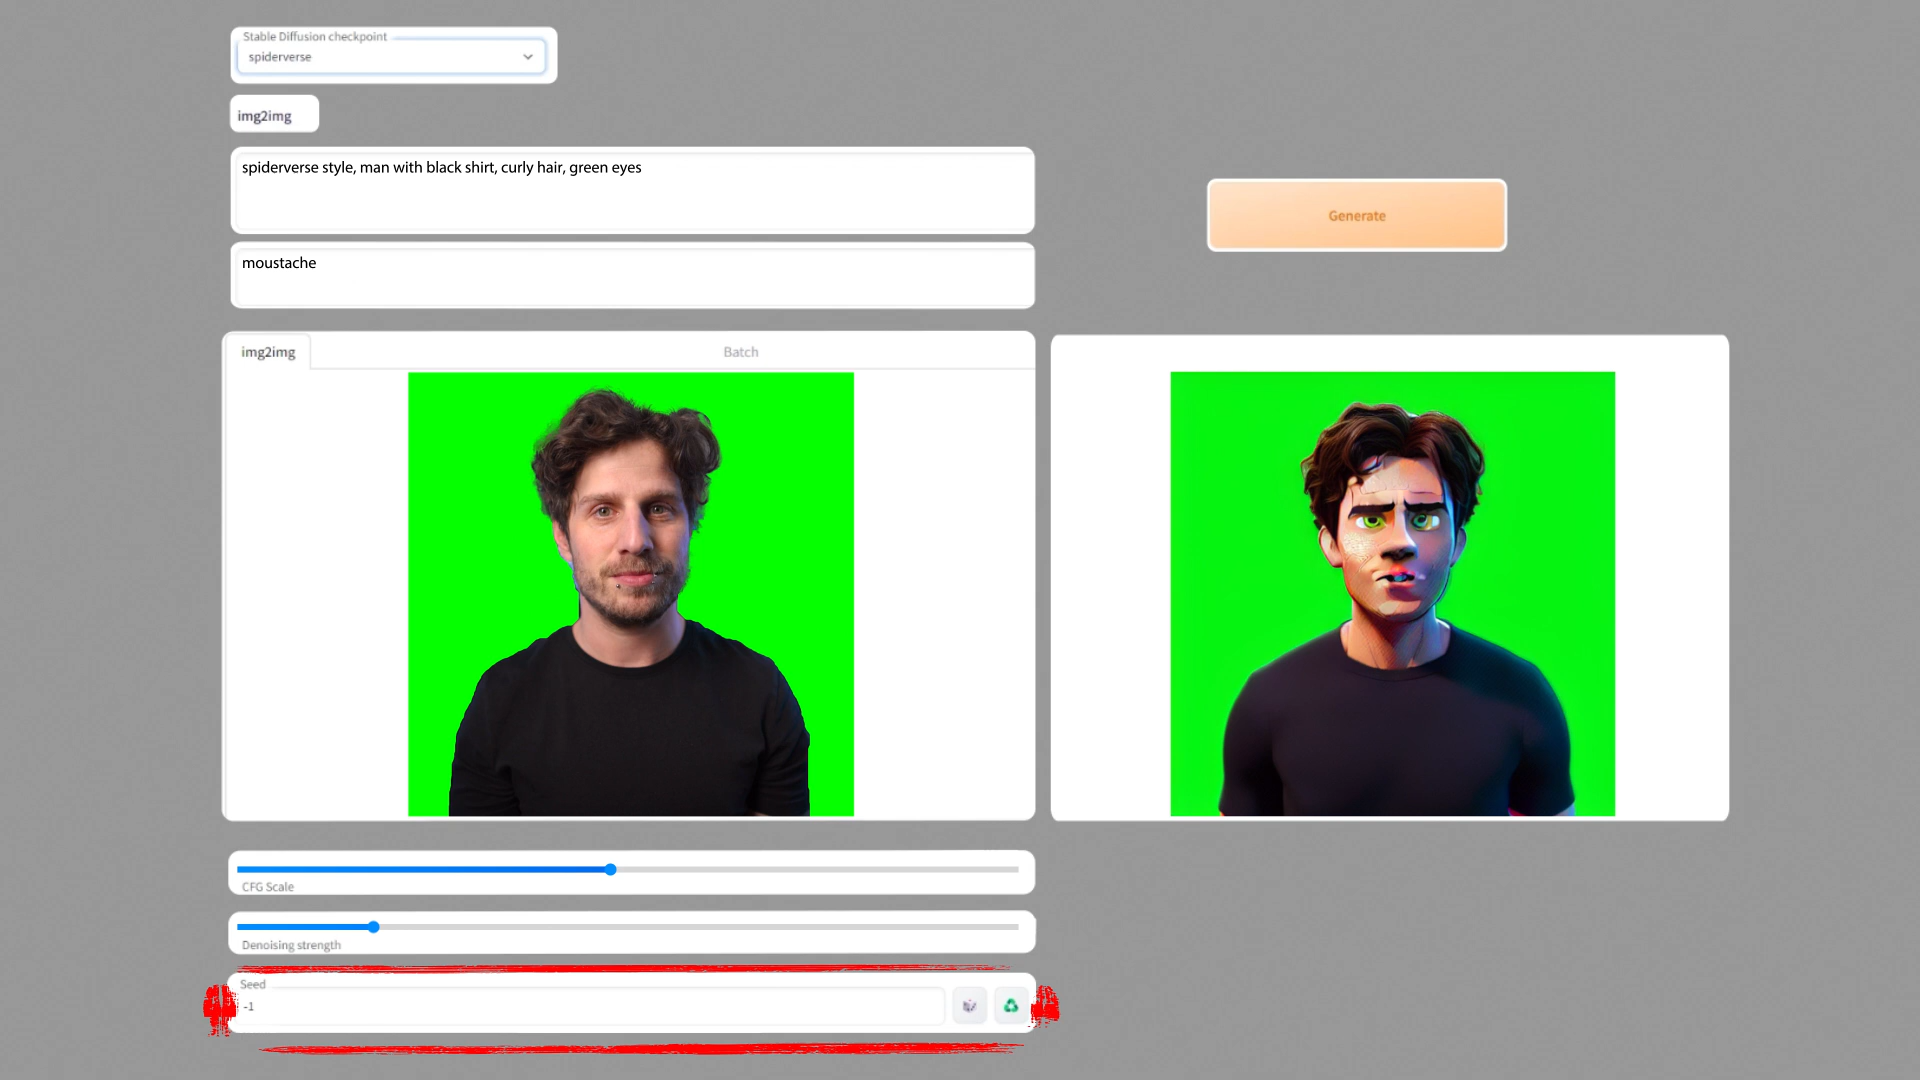 Stable Diffusion checkpoint
spiderverse
img2img
spiderverse style, man with black shirt, curly hair, green eyes
Generate
moustache
img2img
Batch
CFG Scale
Denoising strength
Seed
-1